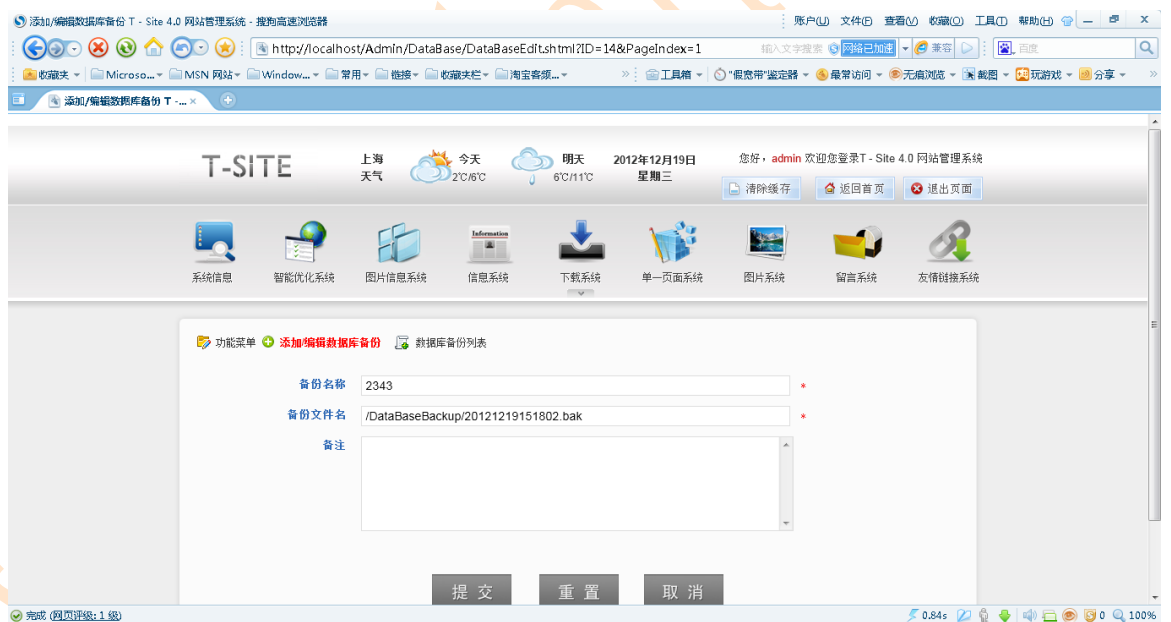 添加/编辑数据库备份 T - Site 4.0 网站管理系统 - 搜狗高速浏览器
账户(U) 文件(F) 查看(V) 收藏(O) 工具(T) 帮助(H)
http://localhost/Admin/DataBase/DataBaseEdit.shtml?ID=14&PageIndex=1
输入文字搜索 网络已加速 兼容 百度
收藏夹 Microso... MSN 网站 Window... 常用 链接 收藏夹栏 淘宝客频... » 工具箱 "假宽带"鉴定器 最常访问 无痕浏览 截图 玩游戏 分享 »
添加/编辑数据库备份 T -... ×
T-SITE
上海 今天 明天 2012年12月19日
天气 2℃/6℃ 6℃/11℃ 星期三
您好，admin 欢迎您登录T - Site 4.0 网站管理系统
清除缓存 返回首页 退出页面
Information
系统信息 智能优化系统 图片信息系统 信息系统 下载系统 单一页面系统 图片系统 留言系统 友情链接系统
功能菜单 添加/编辑数据库备份 数据库备份列表
备份名称 2343 *
备份文件名 /DataBaseBackup/20121219151802.bak *
备注
提 交 重 置 取 消
完成 (网页评级: 1 级) 0.84s 0 100%